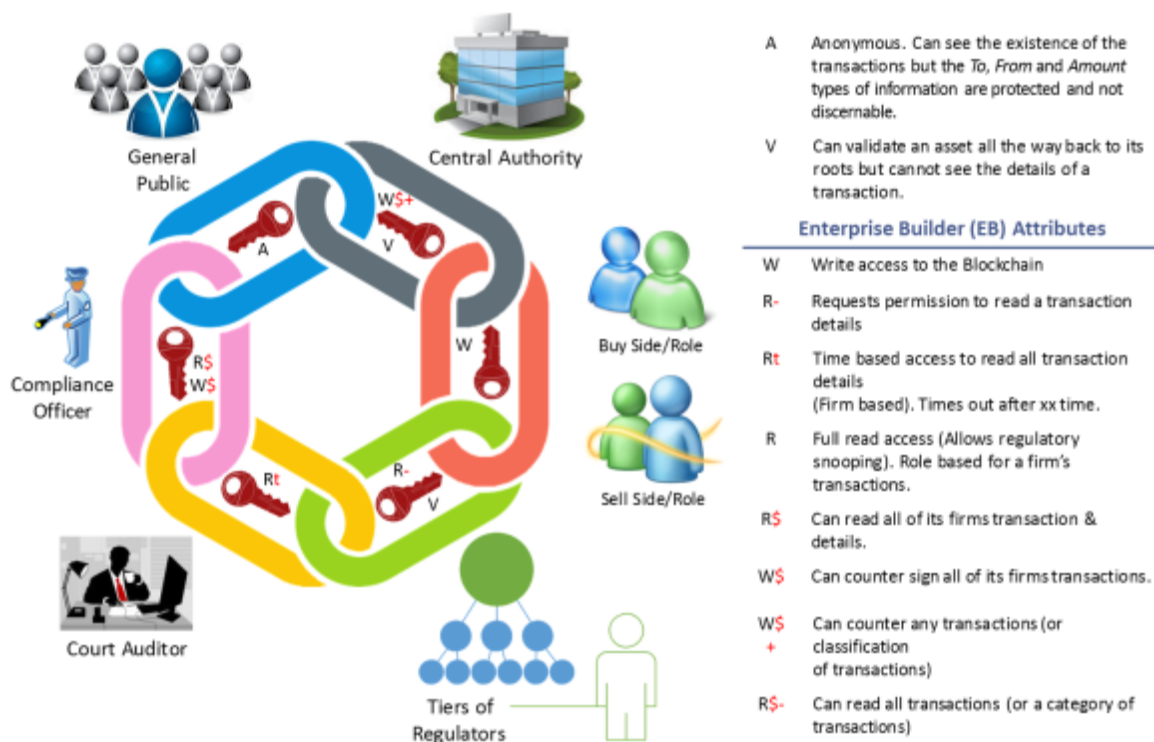 General
Public
Central Authority
W$+
V
A
Buy Side/Role
W
Compliance
Officer
R$
W$
Sell Side/Role
Rt
R-
V
Court Auditor
Tiers of
Regulators
A Anonymous. Can see the existence of the
transactions but the To, From and Amount
types of information are protected and not
discernable.
V Can validate an asset all the way back to its
roots but cannot see the details of a
transaction.
Enterprise Builder (EB) Attributes
W Write access to the Blockchain
R- Requests permission to read a transaction
details
Rt Time based access to read all transaction
details
(Firm based). Times out after xx time.
R Full read access (Allows regulatory
snooping). Role based for a firm's
transactions.
R$ Can read all of its firms transaction &
details.
W$ Can counter sign all of its firms transactions.
W$ Can counter any transactions (or
+ classification
of transactions)
R$- Can read all transactions (or a category of
transactions)